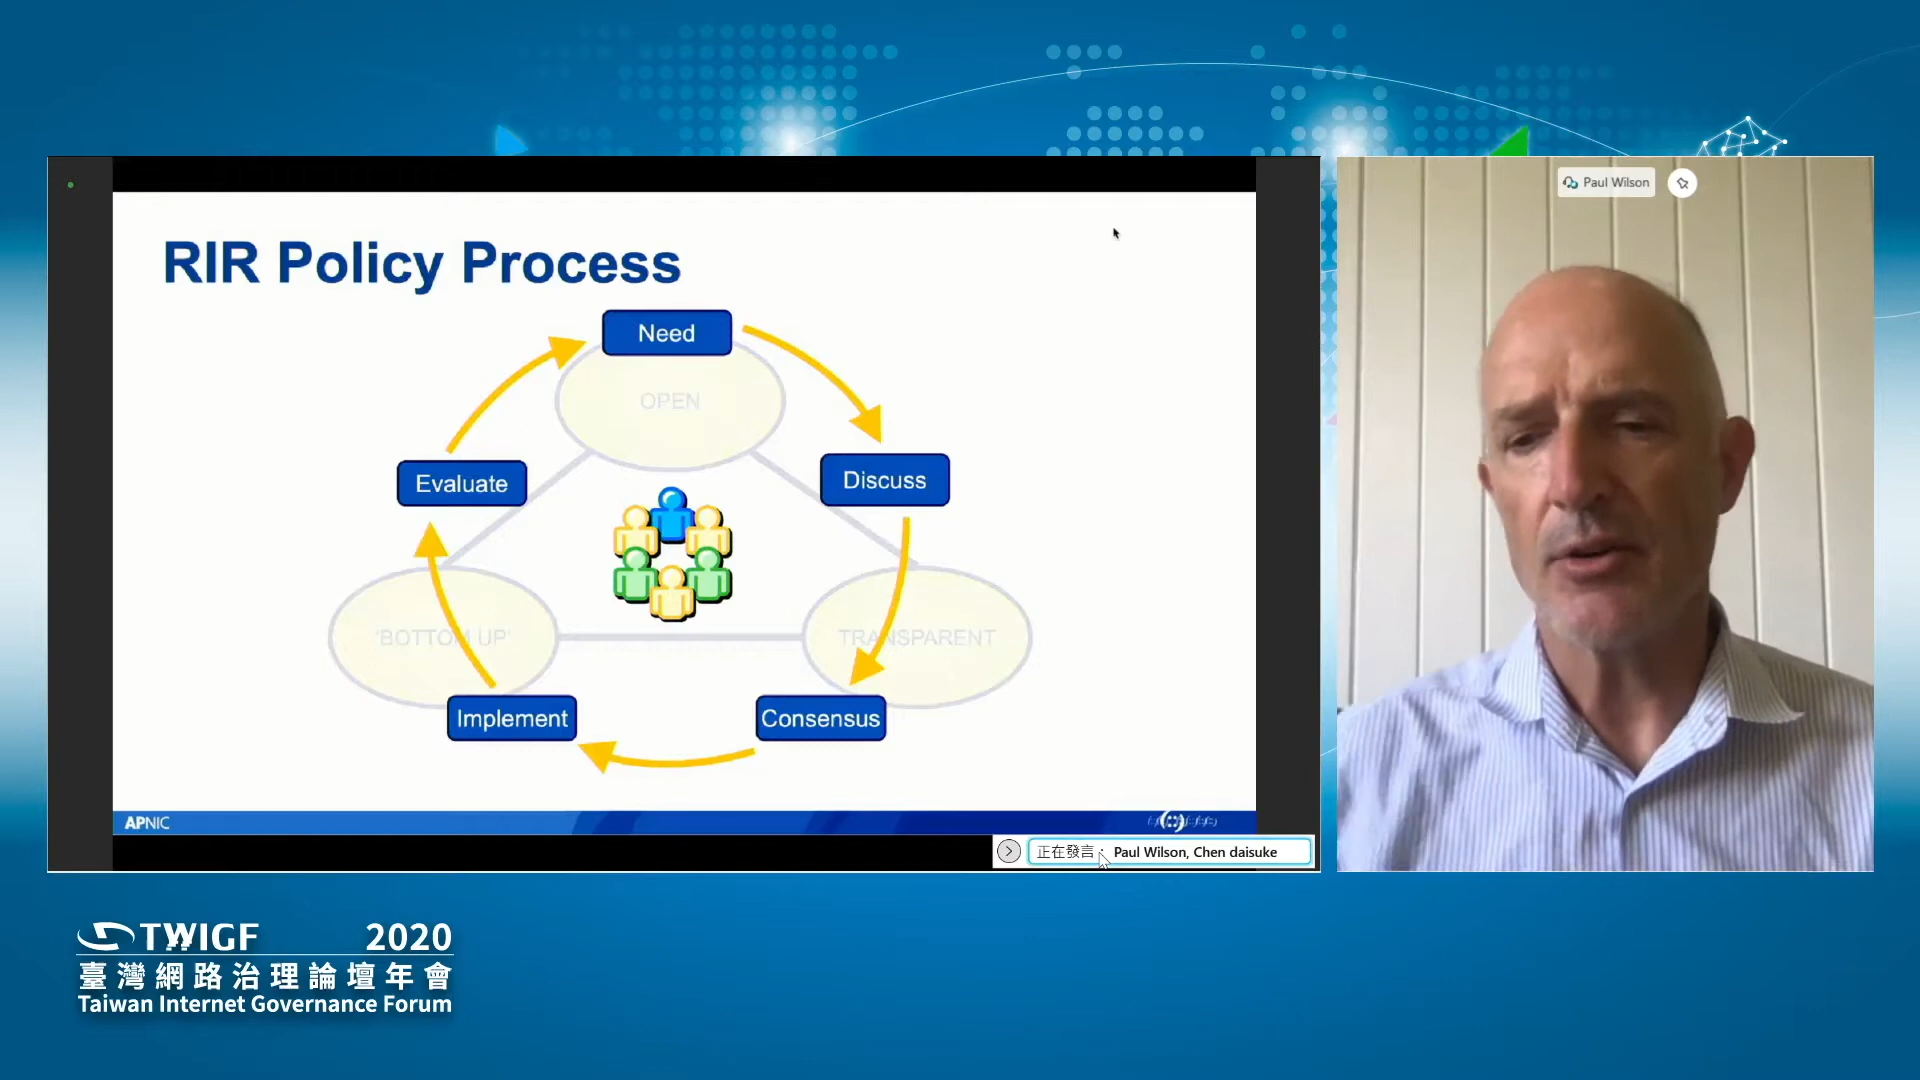 Paul Wilson
RIR Policy Process
Need
OPEN
Evaluate
Discuss
'BOTTOM UP'
TRANSPARENT
Implement
Consensus
APNIC
正在發言： Paul Wilson, Chen daisuke
TWIGF 2020
臺灣網路治理論壇年會
Taiwan Internet Governance Forum